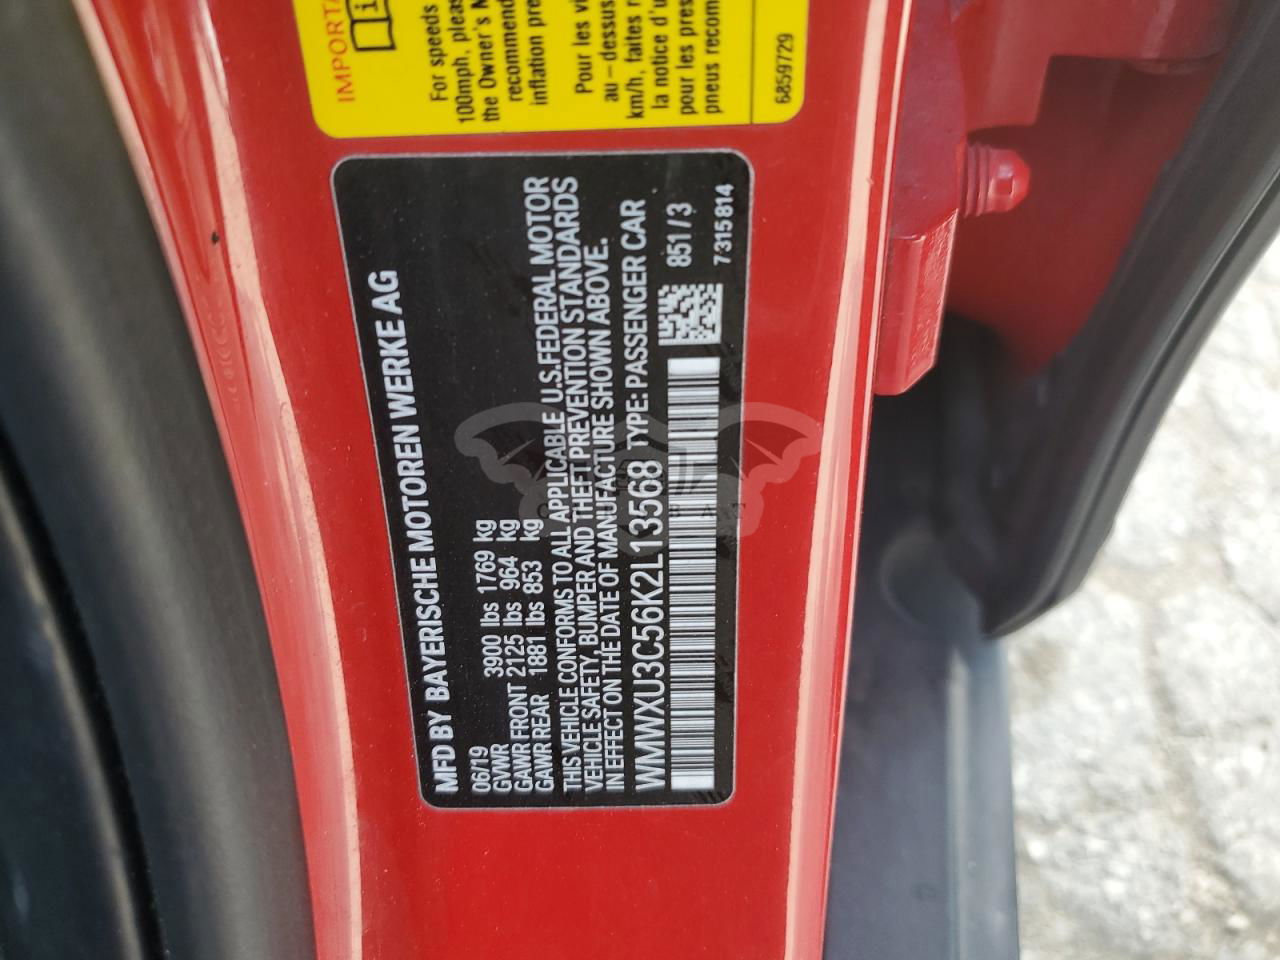 IMPORTA
For speeds
100mph, pleas
the Owner's M
recommend
inflation pre
Pour les vi
au-dessus
km/h, faites r
la notice d'u
pour les pres
pneus recom
6859729
MFD BY BAYERISCHE MOTOREN WERKE AG
06/19
GVWR 3900 lbs 1769 kg
GAWR FRONT 2125 lbs 964 kg
GAWR REAR 1881 lbs 853 kg
THIS VEHICLE CONFORMS TO ALL APPLICABLE U.S. FEDERAL MOTOR
VEHICLE SAFETY, BUMPER AND THEFT PREVENTION STANDARDS
IN EFFECT ON THE DATE OF MANUFACTURE SHOWN ABOVE.
WMWXU3C56K2L13568 TYPE: PASSENGER CAR
851 / 3
7315814